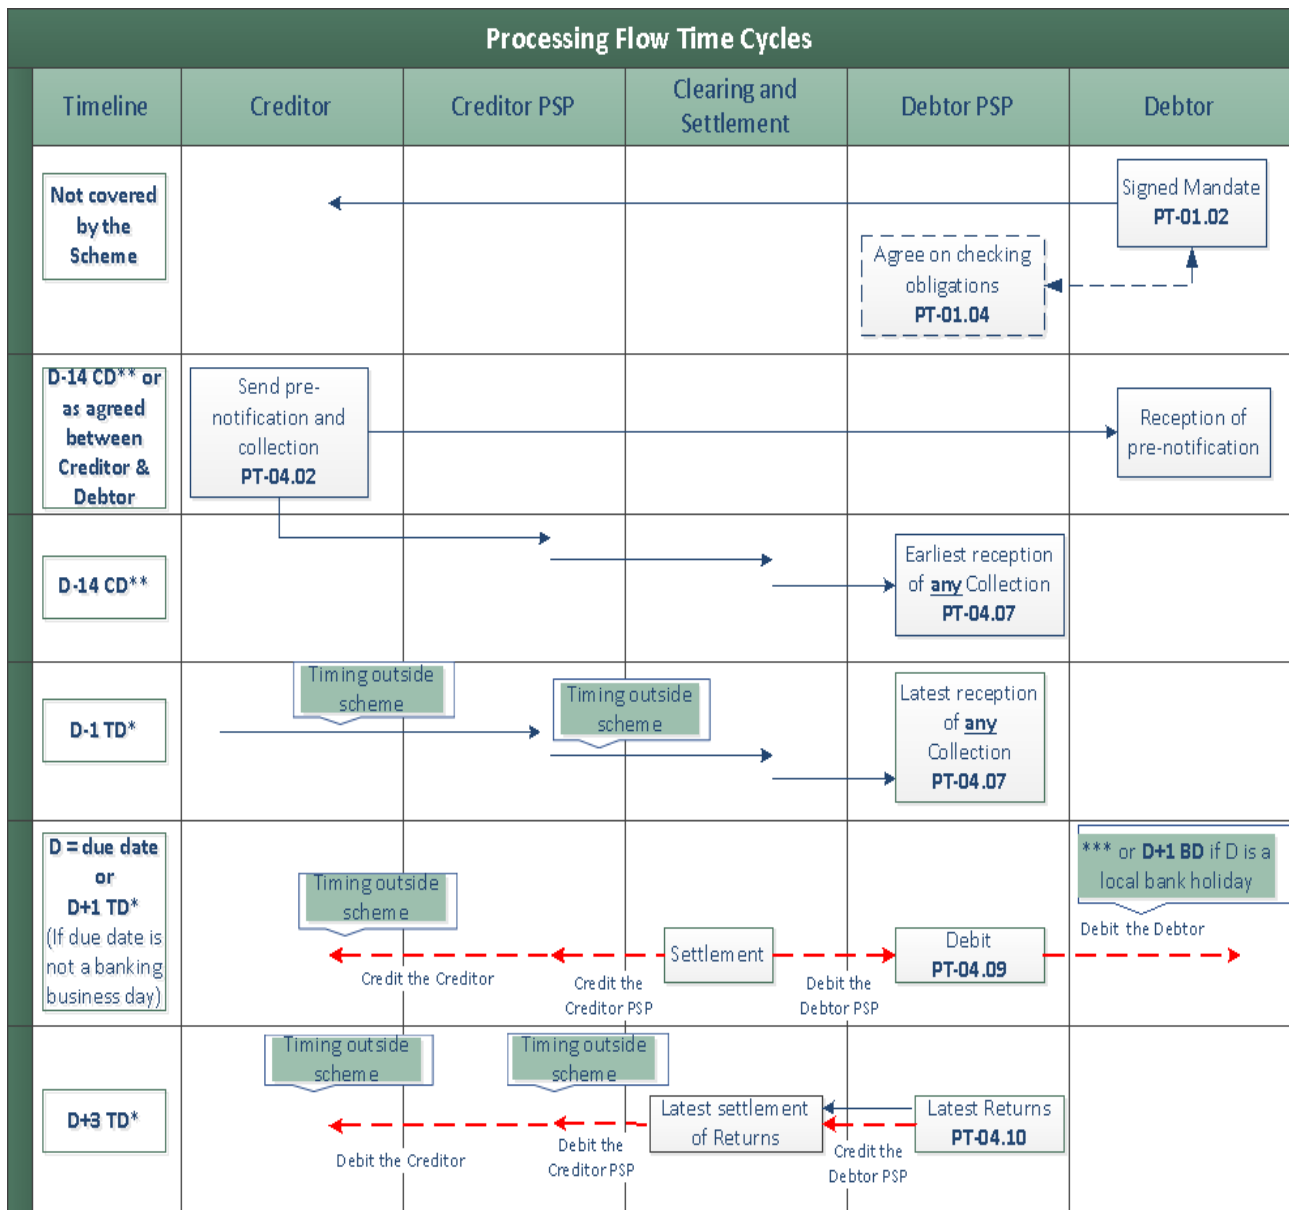 Processing Flow Time Cycles
Timeline
Creditor
Creditor PSP
Clearing and
Settlement
Debtor PSP
Debtor
Not covered
by the
Scheme
Signed Mandate
PT-01.02
Agree on checking
obligations
PT-01.04
D-14 CD** or
as agreed
between
Creditor &
Debtor
Send pre-
notification and
collection
PT-04.02
Reception of
pre-notification
D-14 CD**
Earliest reception
of any Collection
PT-04.07
D-1 TD*
Timing outside
scheme
Timing outside
scheme
Latest reception
of any
Collection
PT-04.07
D = due date
or
D+1 TD*
(If due date is
not a banking
business day)
Timing outside
scheme
Credit the Creditor
Credit the
Creditor PSP
Settlement
Debit the
Debtor PSP
Debit
PT-04.09
*** or D+1 BD if D is a
local bank holiday
Debit the Debtor
D+3 TD*
Timing outside
scheme
Timing outside
scheme
Debit the Creditor
Debit the
Creditor PSP
Latest settlement
of Returns
Credit the
Debtor PSP
Latest Returns
PT-04.10